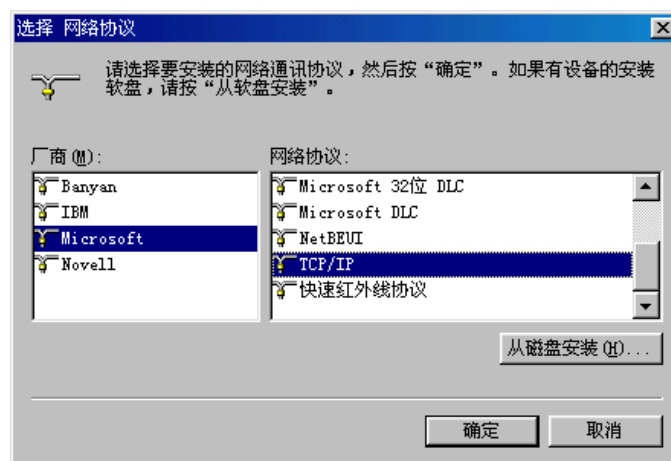 选择 网络协议
请选择要安装的网络通讯协议，然后按“确定”。如果有设备的安装
软盘，请按“从软盘安装”。
厂商(M):
网络协议:
Banyan
IBM
Microsoft
Novell
Microsoft 32位 DLC
Microsoft DLC
NetBEUI
TCP/IP
快速红外线协议
从磁盘安装(H)...
确定
取消